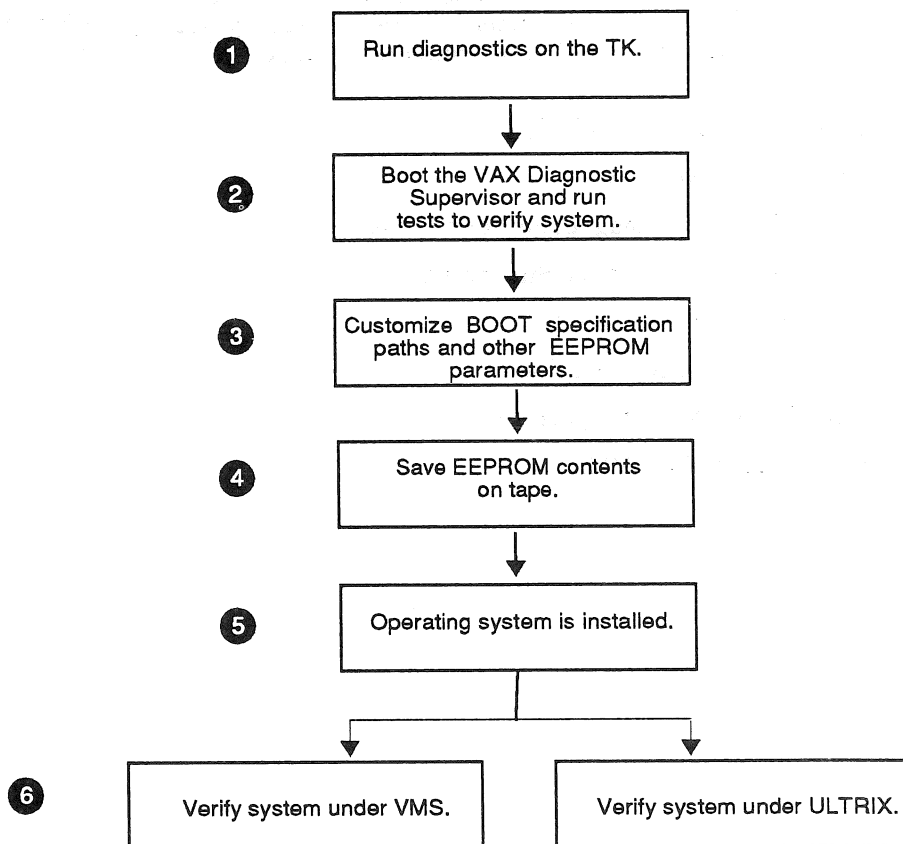 1
Run diagnostics on the TK.
2
Boot the VAX Diagnostic
Supervisor and run
tests to verify system.
3
Customize BOOT specification
paths and other EEPROM
parameters.
4
Save EEPROM contents
on tape.
5
Operating system is installed.
6
Verify system under VMS.
Verify system under ULTRIX.